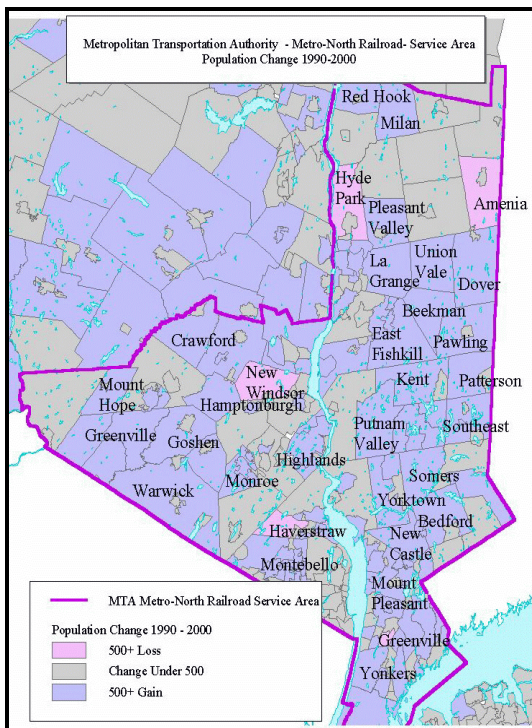 Metropolitan Transportation Authority - Metro-North Railroad- Service Area
Population Change 1990-2000
Red Hook
Milan
Hyde
Park
Amenia
Pleasant
Valley
Union
Vale
La
Grange
Dover
Beekman
East
Fishkill
Pawling
Crawford
New
Windsor
Kent
Patterson
Mount
Hope
Hamptonburgh
Putnam
Valley
Southeast
Greenville
Goshen
Highlands
Monroe
Somers
Warwick
Yorktown
Bedford
Haverstraw
New
Castle
Montebello
Mount
Pleasant
Greenville
Yonkers
MTA Metro-North Railroad Service Area
Population Change 1990 - 2000
500+ Loss
Change Under 500
500+ Gain